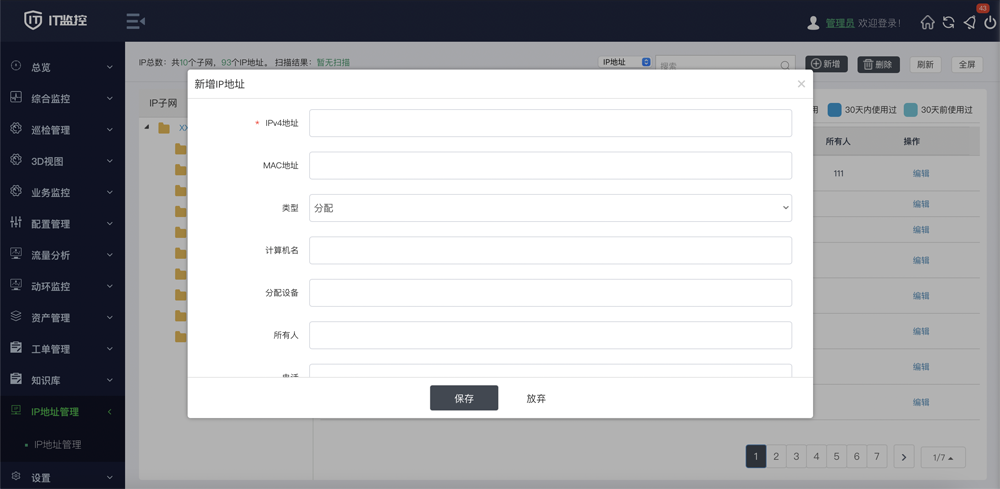 IT监控
管理员 欢迎登录！
43
总览
综合监控
巡检管理
3D视图
业务监控
配置管理
流量分析
动环监控
资产管理
工单管理
知识库
IP地址管理
IP地址管理
设置
IP总数：共10个子网，93个IP地址。 扫描结果：暂无扫描
IP地址
搜索
新增
删除
刷新
全屏
IP子网
XX
用
30天内使用过
30天前使用过
所有人
操作
111
编辑
编辑
编辑
编辑
编辑
编辑
编辑
编辑
新增IP地址
×
* IPv4地址
MAC地址
类型
分配
计算机名
分配设备
所有人
电话
保存
放弃
1 2 3 4 5 6 7 > 1/7